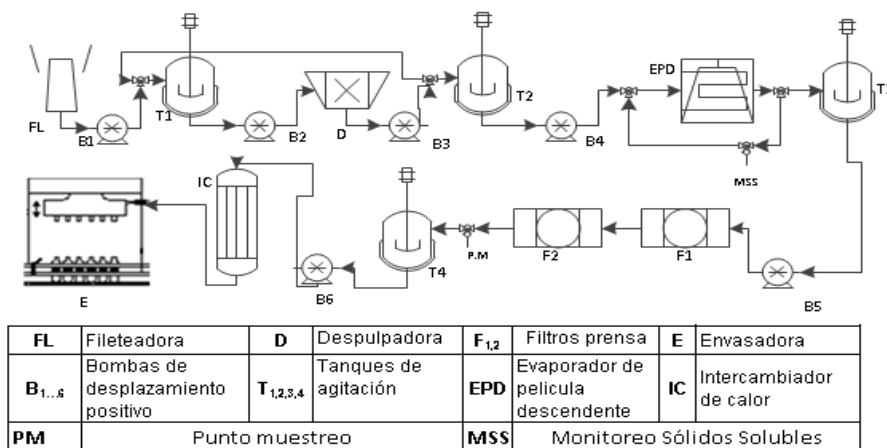 FL
B1
T1
B2
D
B3
T2
B4
EPD
MSS
T3
IC
E
B6
T4
P.M
F2
F1
B5
FL Fileteadora D Despulpadora F1,2 Filtros prensa E Envasadora
B1...6 Bombas de desplazamiento positivo T1,2,3,4 Tanques de agitación EPD Evaporador de pelicula descendente IC Intercambiador de calor
PM Punto muestreo MSS Monitoreo Sólidos Solubles